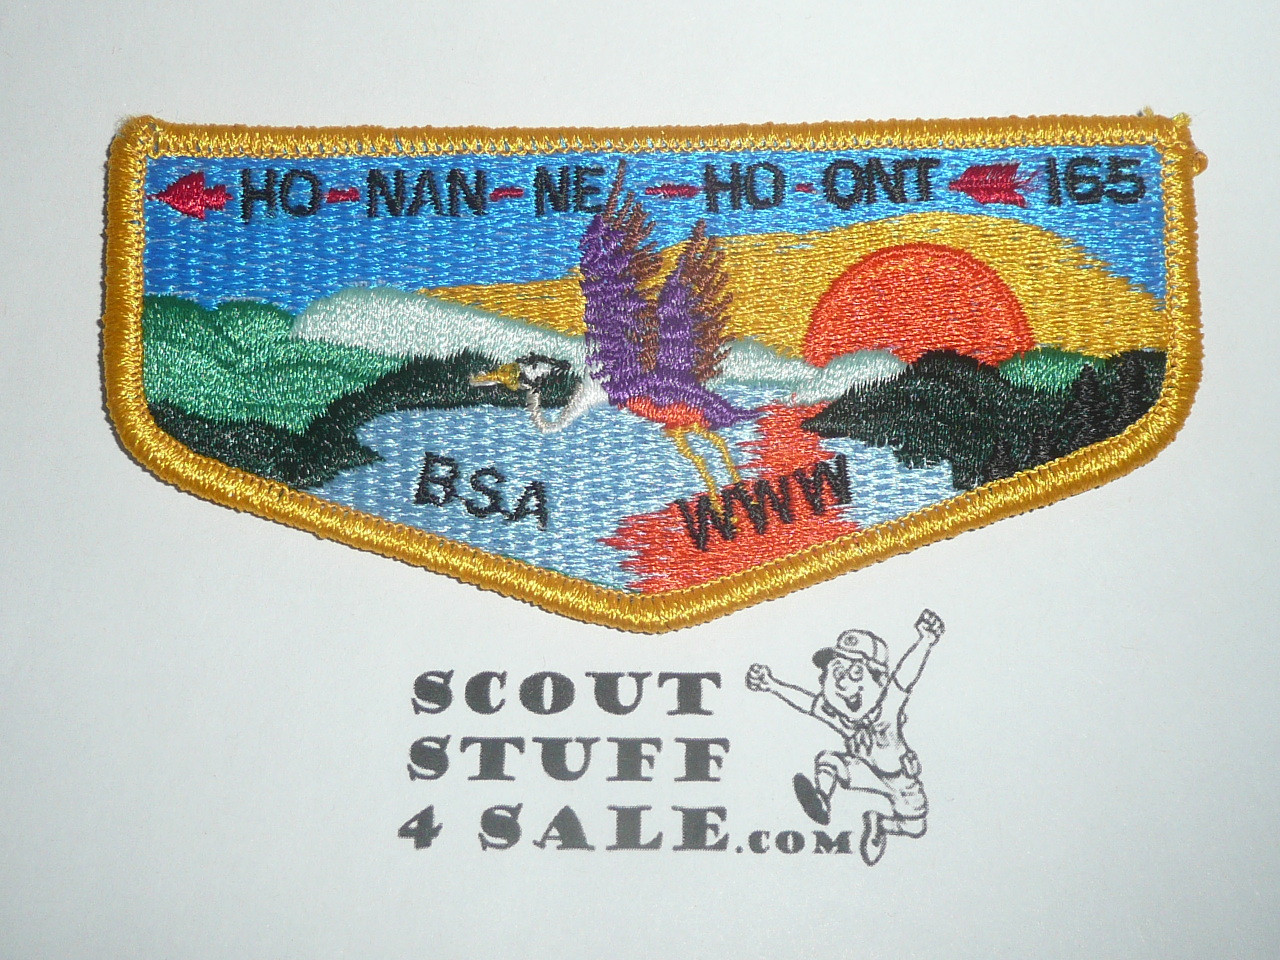 HO-NAN-NE-HO-ONT 165
BSA WWW
SCOUT
STUFF
4 SALE.COM